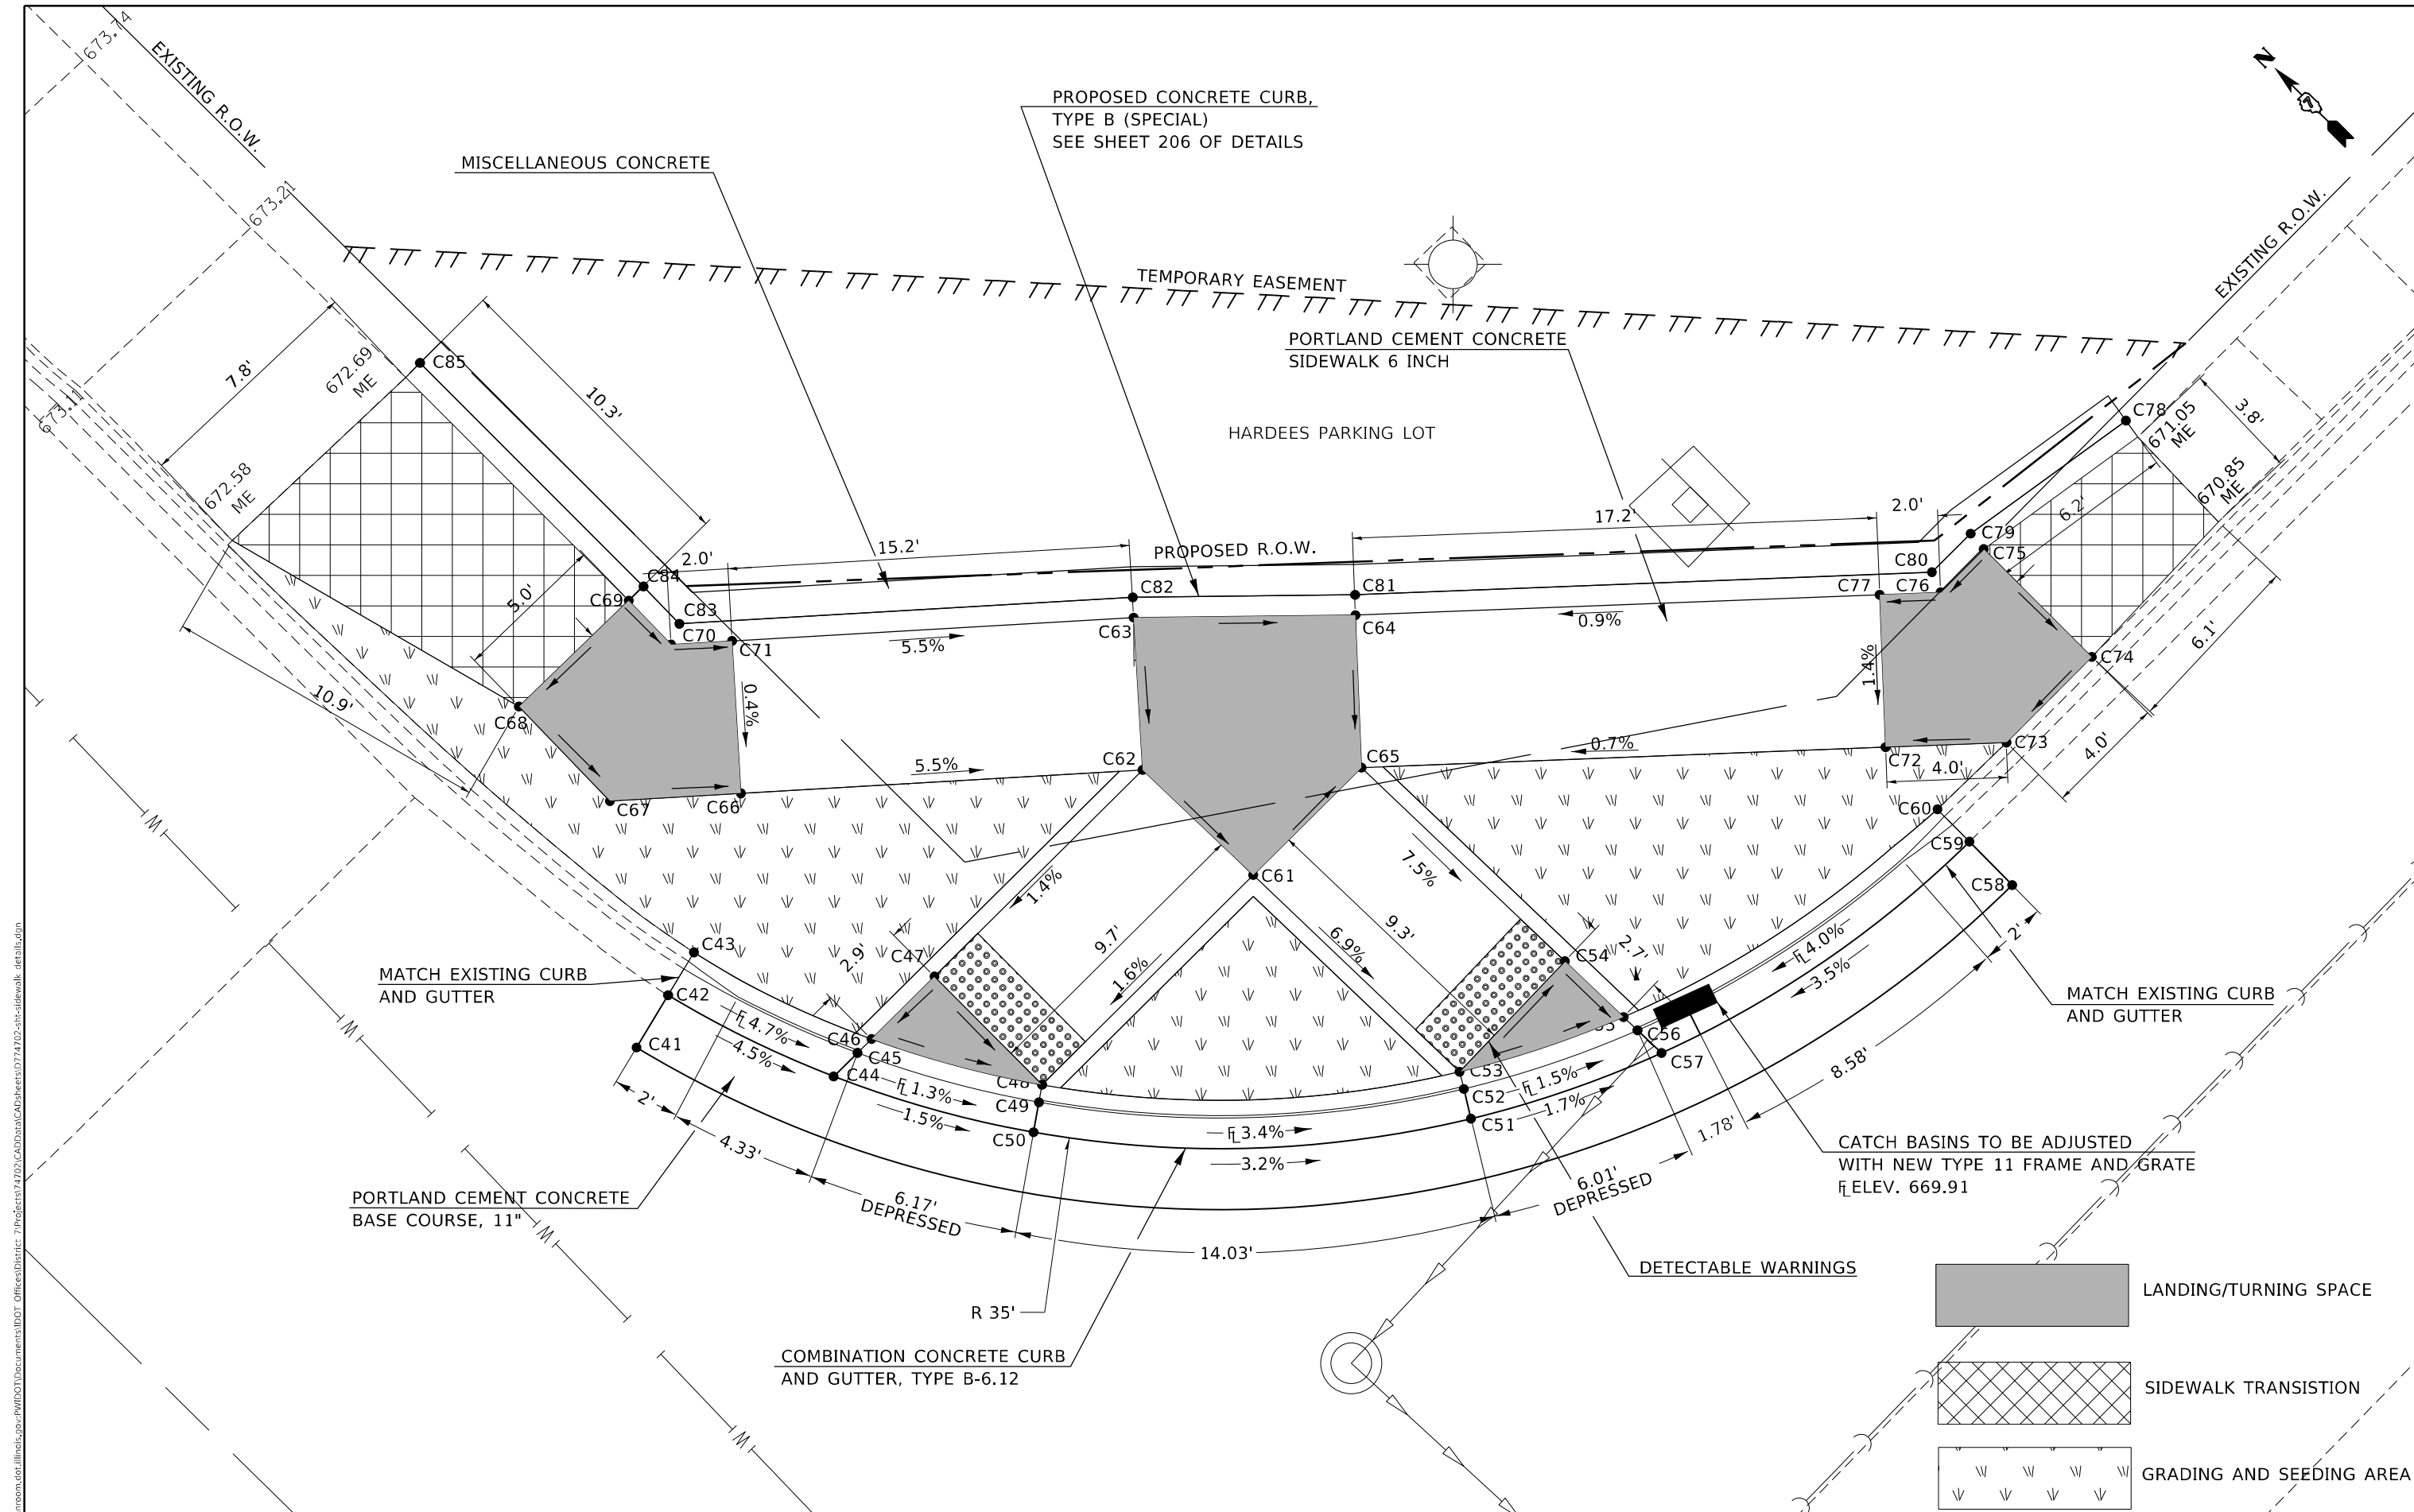 673.74
EXISTING R.O.W.
673.21
673.17
PROPOSED CONCRETE CURB,
TYPE B (SPECIAL)
SEE SHEET 206 OF DETAILS
MISCELLANEOUS CONCRETE
N
7
EXISTING R.O.W.
TEMPORARY EASEMENT
PORTLAND CEMENT CONCRETE
SIDEWALK 6 INCH
HARDEES PARKING LOT
7.8'
672.69
ME
C85
10.3'
672.58
ME
C78
671.05
ME
3.8'
670.85
ME
6.2'
17.2'
2.0'
C79
C75
C80
C76
C77
15.2'
PROPOSED R.O.W.
2.0'
C84
C69
5.0'
C83
C70
C71
C82
C81
C63
C64
5.5%
0.9%
1.4%
C74
6.1'
10.9'
C68
0.4%
C67
C66
5.5%
C62
C65
0.7%
C72
4.0'
C73
4.0'
C60
C59
C58
2'
C61
1.4%
7.5%
9.7'
9.3'
1.6%
6.9%
C43
MATCH EXISTING CURB
AND GUTTER
C42
C41
2.9'
C47
C46
C45
C44
FL 4.7%
4.5%
FL 1.3%
1.5%
C48
C49
C50
2.7'
C54
C56
C57
C53
C52
C51
FL 1.5%
1.7%
FL 4.0%
3.5%
FL 3.4%
3.2%
MATCH EXISTING CURB
AND GUTTER
2'
4.33'
6.17'
DEPRESSED
14.03'
6.01'
DEPRESSED
1.78'
8.58'
PORTLAND CEMENT CONCRETE
BASE COURSE, 11"
CATCH BASINS TO BE ADJUSTED
WITH NEW TYPE 11 FRAME AND GRATE
FL ELEV. 669.91
DETECTABLE WARNINGS
R 35'
COMBINATION CONCRETE CURB
AND GUTTER, TYPE B-6.12
W
W
W
W
LANDING/TURNING SPACE
SIDEWALK TRANSISTION
GRADING AND SEEDING AREA